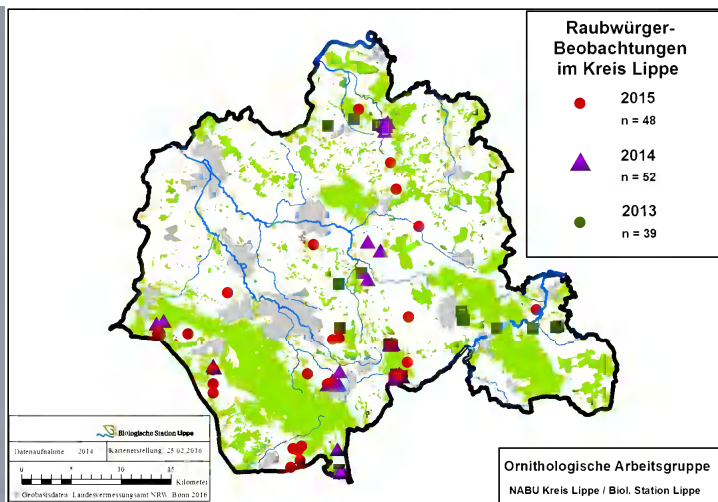 Raubwürger-
Beobachtungen
im Kreis Lippe
2015
n = 48
2014
n = 52
2013
n = 39
Biologische Station Lippe
Datenaufnahme 2014 Kartenerstellung 25.02.2016
0 5 10 15
Kilometer
Geobasisdaten Landesvermessungsamt NRW, Bonn 2016
Ornithologische Arbeitsgruppe
NABU Kreis Lippe / Biol. Station Lippe